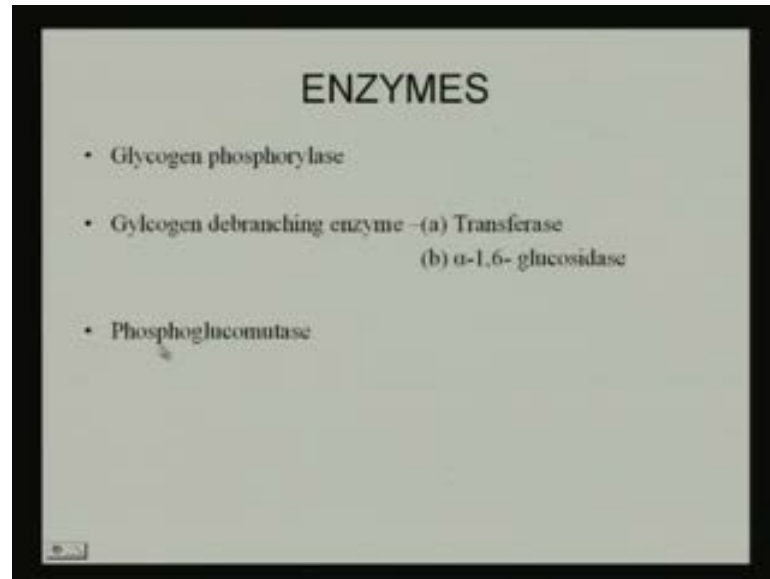 ENZYMES
• Glycogen phosphorylase
• Gylcogen debranching enzyme –(a) Transferase
(b) α-1,6- glucosidase
• Phosphoglucomutase